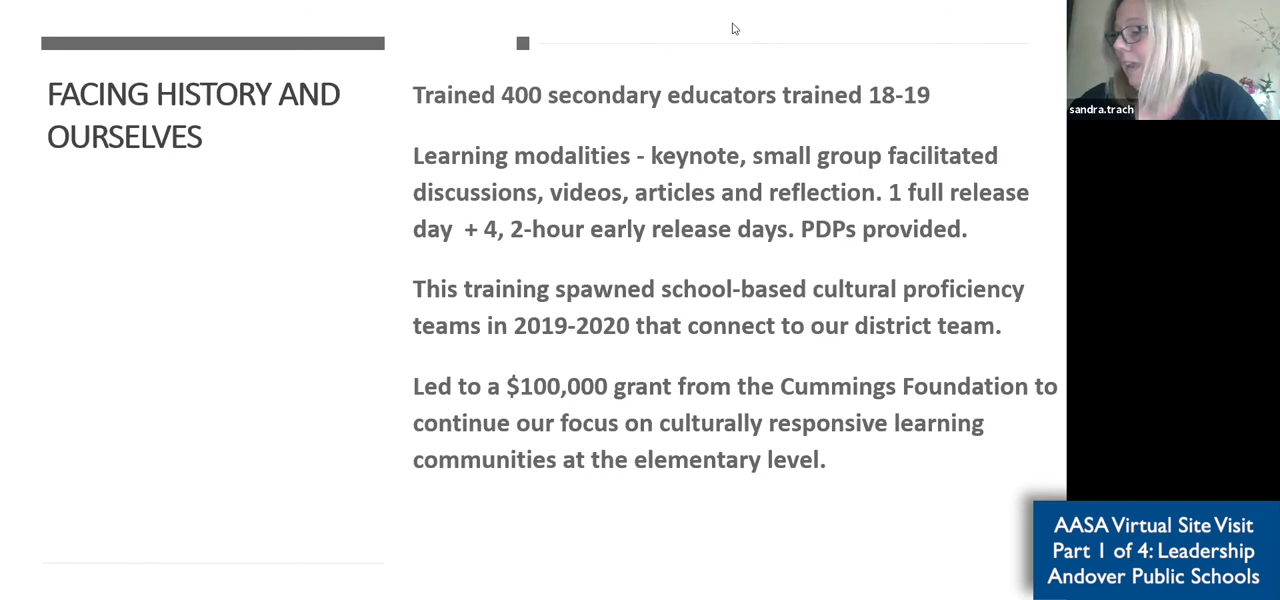 FACING HISTORY AND
OURSELVES
Trained 400 secondary educators trained 18-19
Learning modalities - keynote, small group facilitated
discussions, videos, articles and reflection. 1 full release
day + 4, 2-hour early release days. PDPs provided.
This training spawned school-based cultural proficiency
teams in 2019-2020 that connect to our district team.
Led to a $100,000 grant from the Cummings Foundation to
continue our focus on culturally responsive learning
communities at the elementary level.
sandra.trach
AASA Virtual Site Visit
Part 1 of 4: Leadership
Andover Public Schools